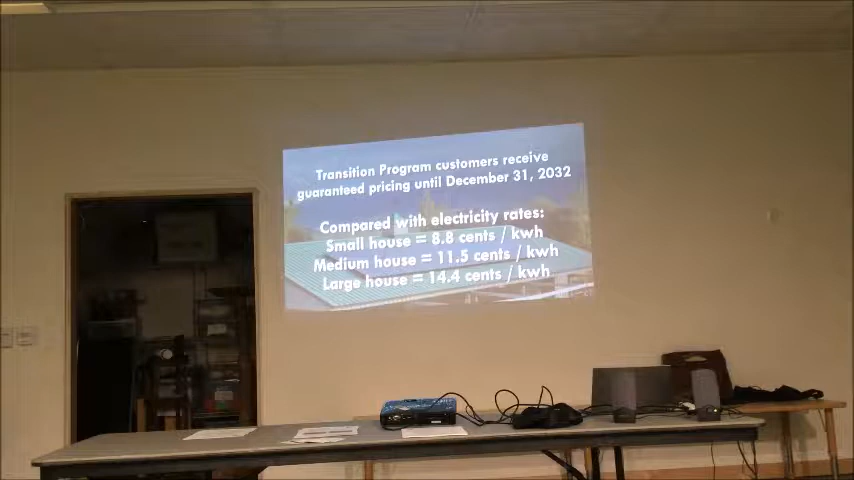 Transition Program customers receive
guaranteed pricing until December 31, 2032
Compared with electricity rates:
Small house = 8.8 cents / kwh
Medium house = 11.5 cents / kwh
Large house = 14.4 cents / kwh